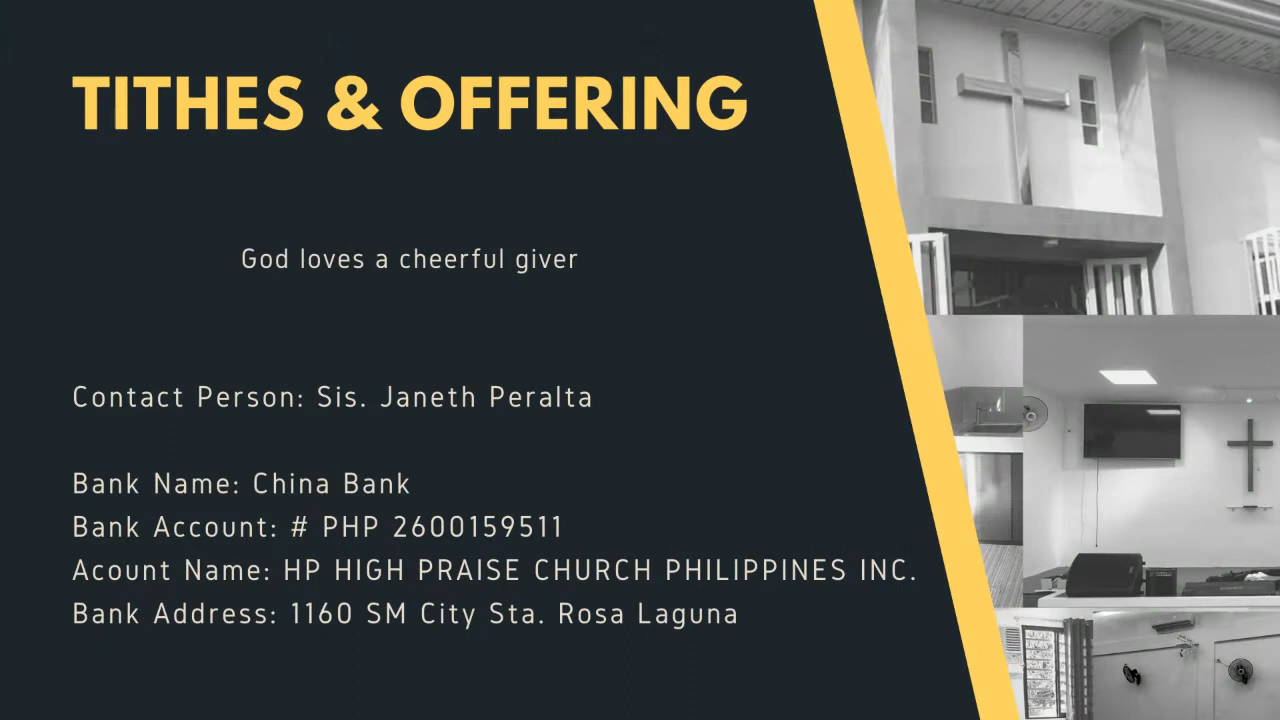 TITHES & OFFERING
God loves a cheerful giver
Contact Person: Sis. Janeth Peralta
Bank Name: China Bank
Bank Account: # PHP 2600159511
Acount Name: HP HIGH PRAISE CHURCH PHILIPPINES INC.
Bank Address: 1160 SM City Sta. Rosa Laguna